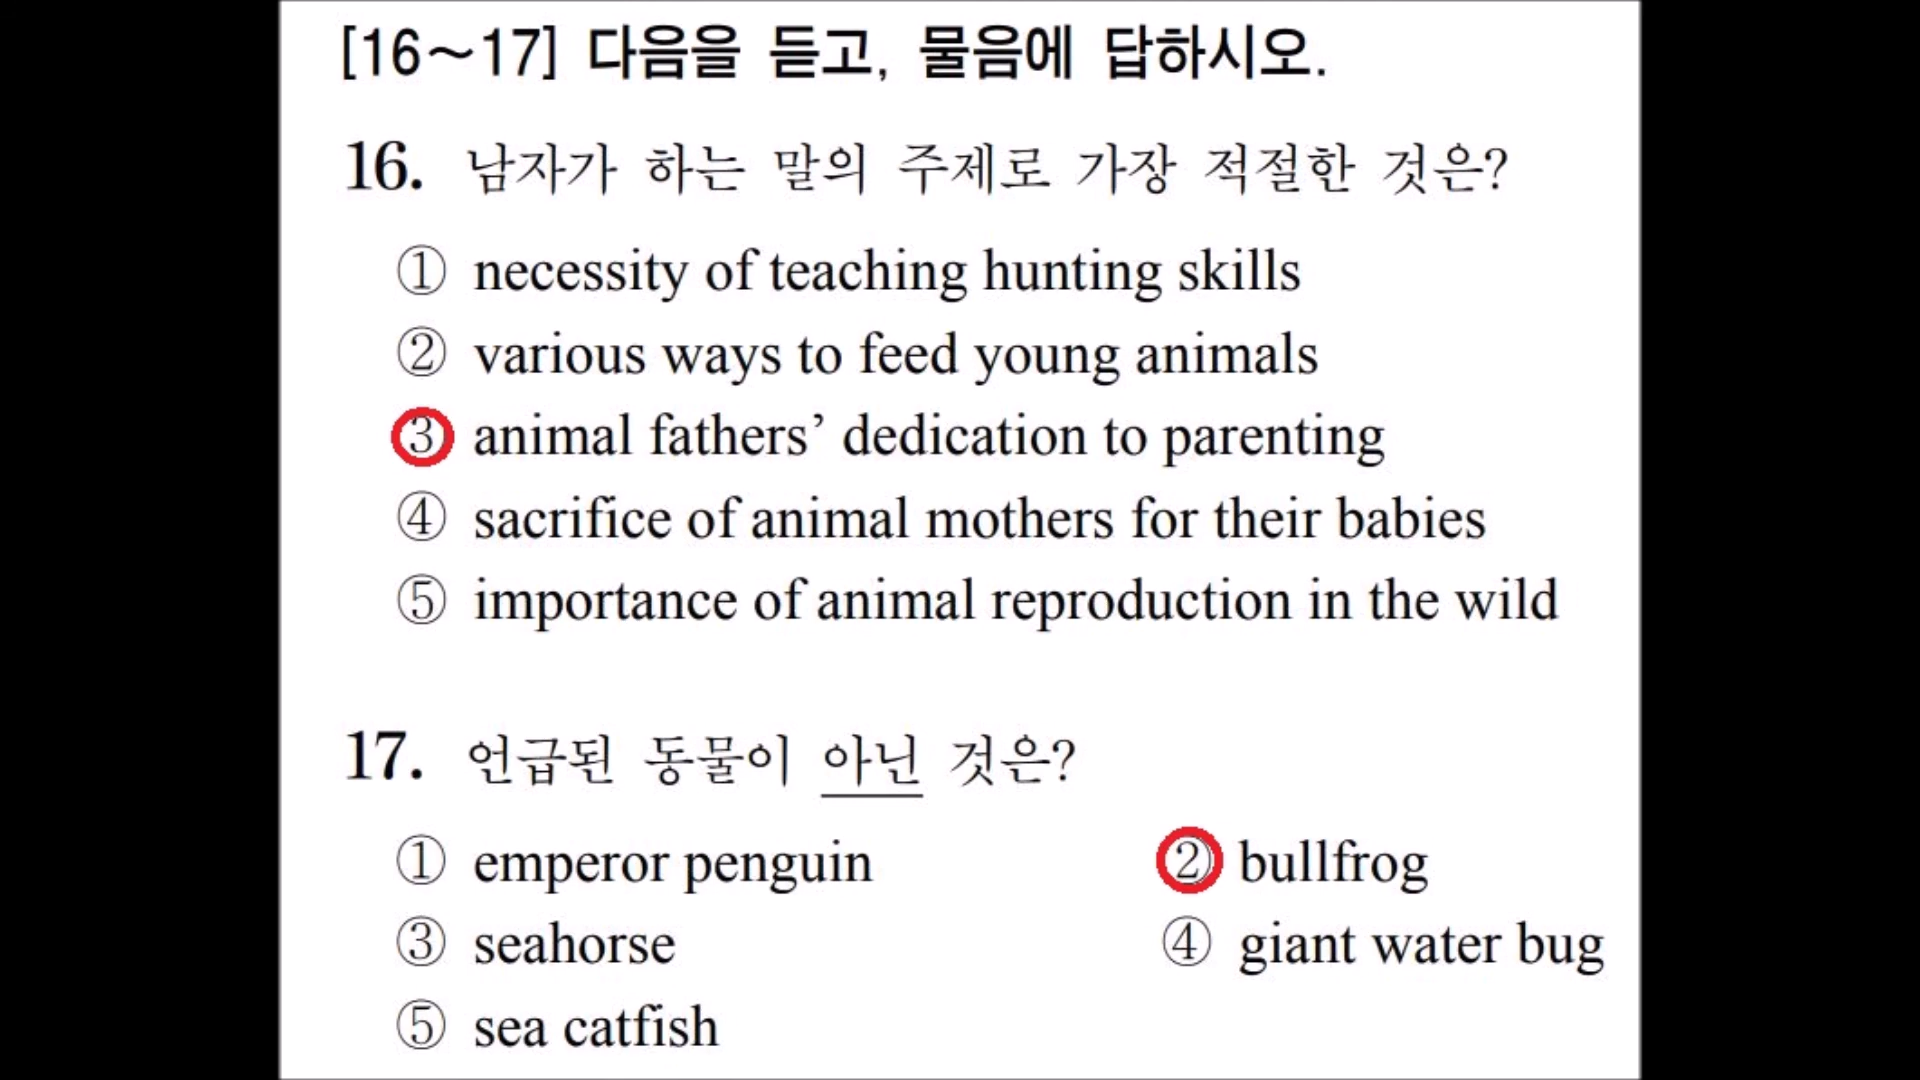 [16~17] 다음을 듣고, 물음에 답하시오.
16. 남자가 하는 말의 주제로 가장 적절한 것은?
① necessity of teaching hunting skills
② various ways to feed young animals
③ animal fathers’ dedication to parenting
④ sacrifice of animal mothers for their babies
⑤ importance of animal reproduction in the wild
17. 언급된 동물이 아닌 것은?
① emperor penguin ② bullfrog
③ seahorse ④ giant water bug
⑤ sea catfish